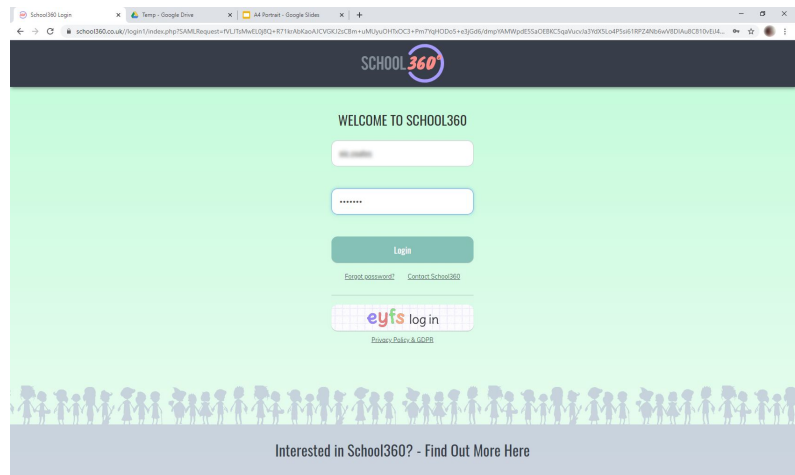 School360 Login
Temp - Google Drive
A4 Portrait - Google Slides
SCHOOL360°
WELCOME TO SCHOOL360
•••••••
Login
Forgot password?
Contact School360
eyfs log in
Privacy Policy & GDPR
Interested in School360? - Find Out More Here